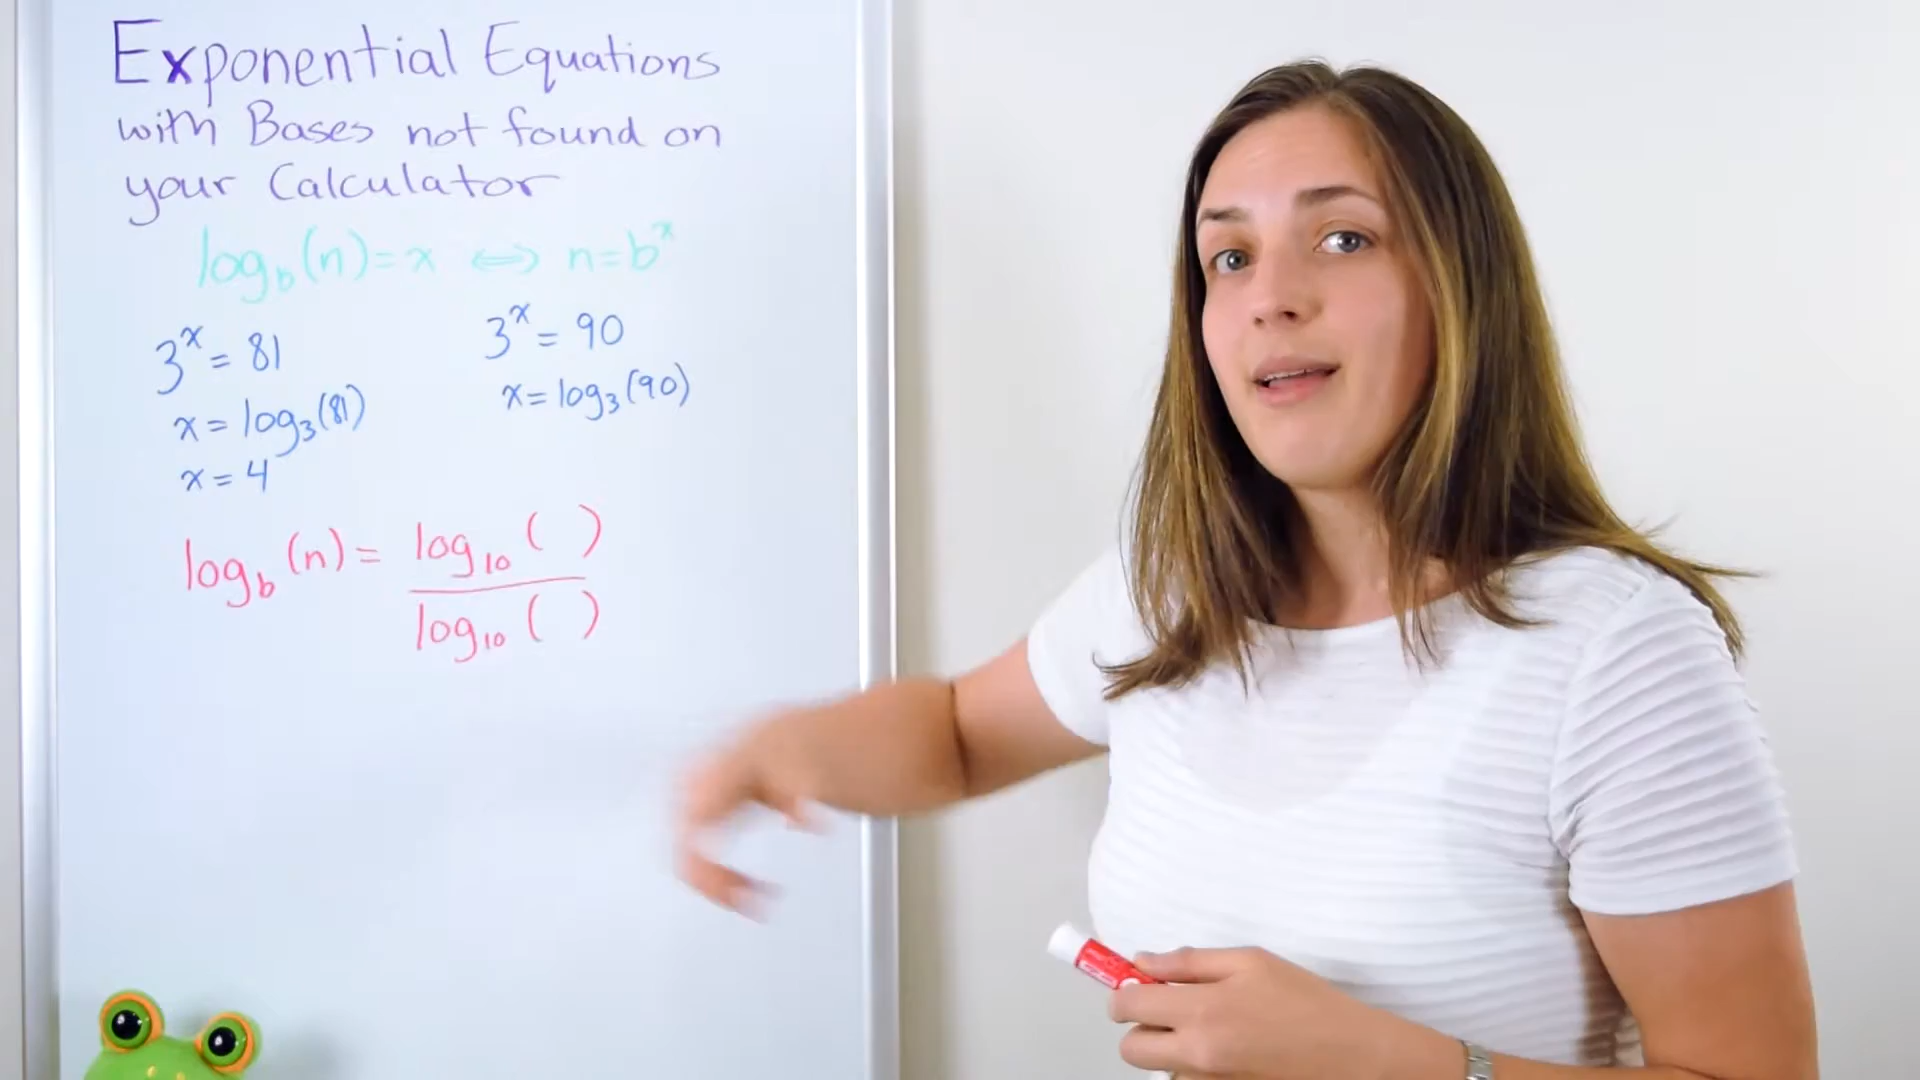 Exponential Equations
with Bases not found on
your Calculator
log_b(n)=x ⟺ n=b^x
3^x = 81
x = log_3(81)
x = 4
3^x = 90
x = log_3(90)
log_b(n) = log_10( ) / log_10( )